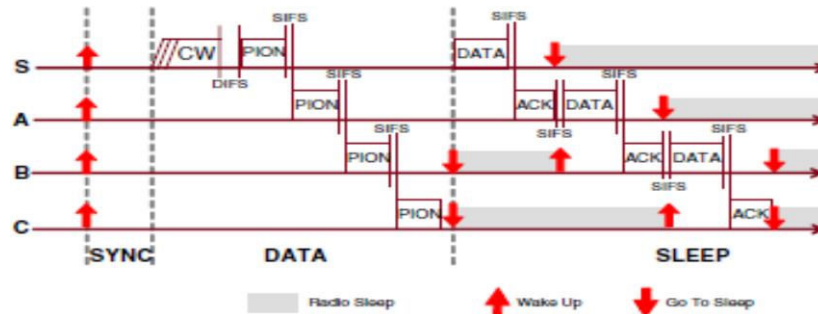 SIFS SIFS
S CW PION DATA
DIFS SIFS SIFS
A PION ACK DATA
SIFS SIFS SIFS
B PION ACK DATA
SIFS
C PION ACK
SYNC DATA SLEEP
Radio Sleep Wake Up Go To Sleep